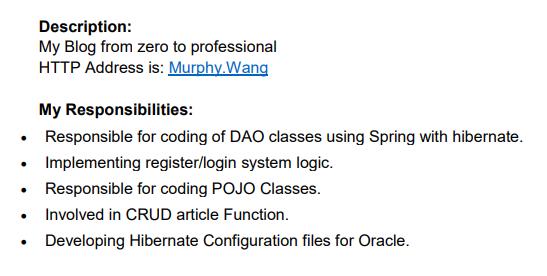 Description:
My Blog from zero to professional
HTTP Address is: Murphy.Wang
My Responsibilities:
• Responsible for coding of DAO classes using Spring with hibernate.
• Implementing register/login system logic.
• Responsible for coding POJO Classes.
• Involved in CRUD article Function.
• Developing Hibernate Configuration files for Oracle.